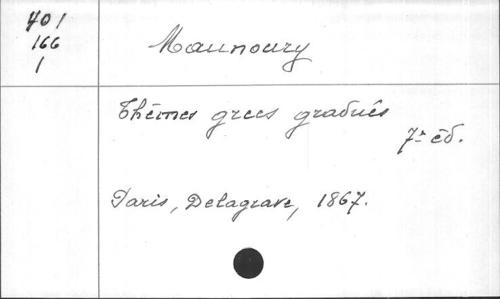 401
166
1
Maunoury
Thèmes grecs gradués
7e éd.
Paris, Delagrave, 1867.